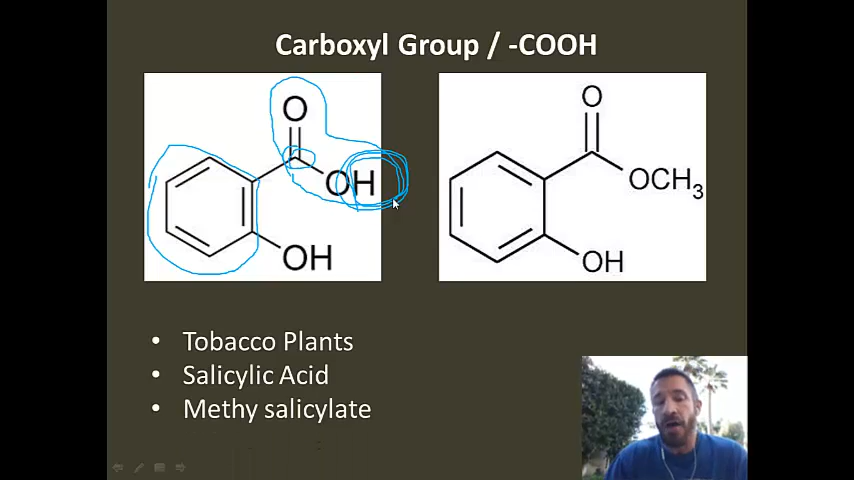 Carboxyl Group / -COOH
O
OH
OH
O
OCH₃
OH
• Tobacco Plants
• Salicylic Acid
• Methy salicylate